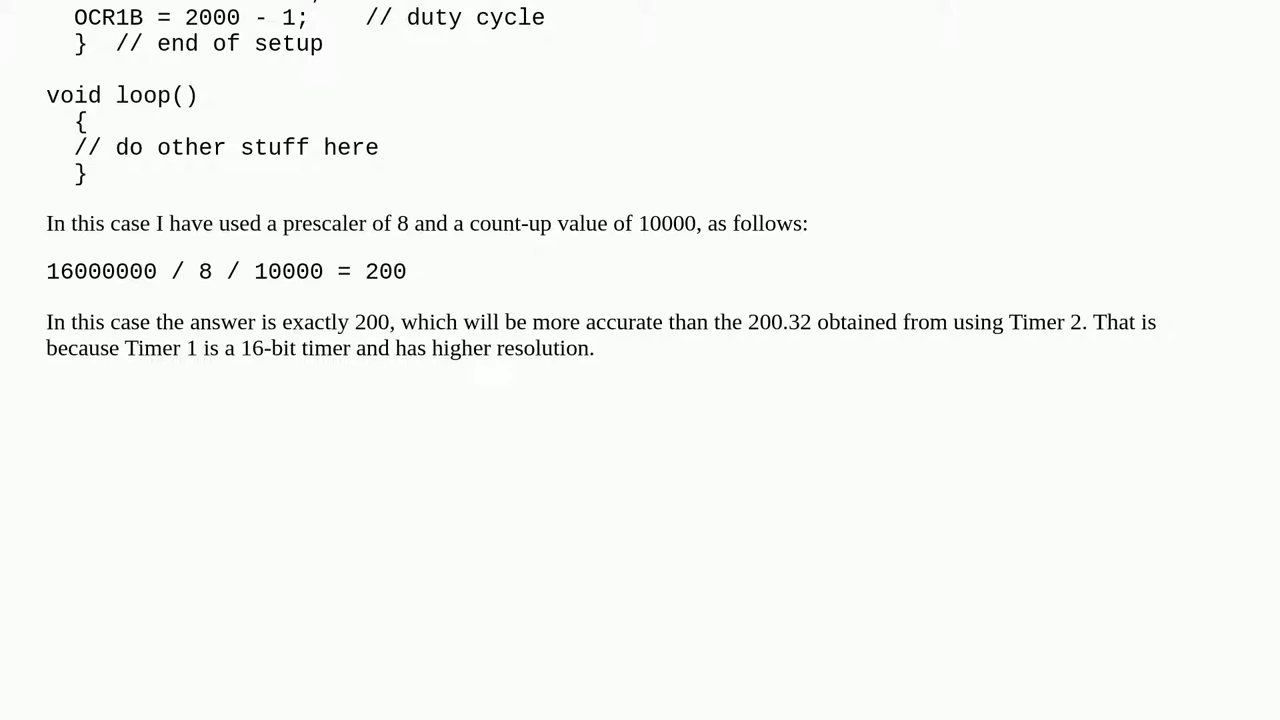 OCR1B = 2000 - 1;    // duty cycle
}  // end of setup
void loop()
{
// do other stuff here
}
In this case I have used a prescaler of 8 and a count-up value of 10000, as follows:
16000000 / 8 / 10000 = 200
In this case the answer is exactly 200, which will be more accurate than the 200.32 obtained from using Timer 2. That is
because Timer 1 is a 16-bit timer and has higher resolution.